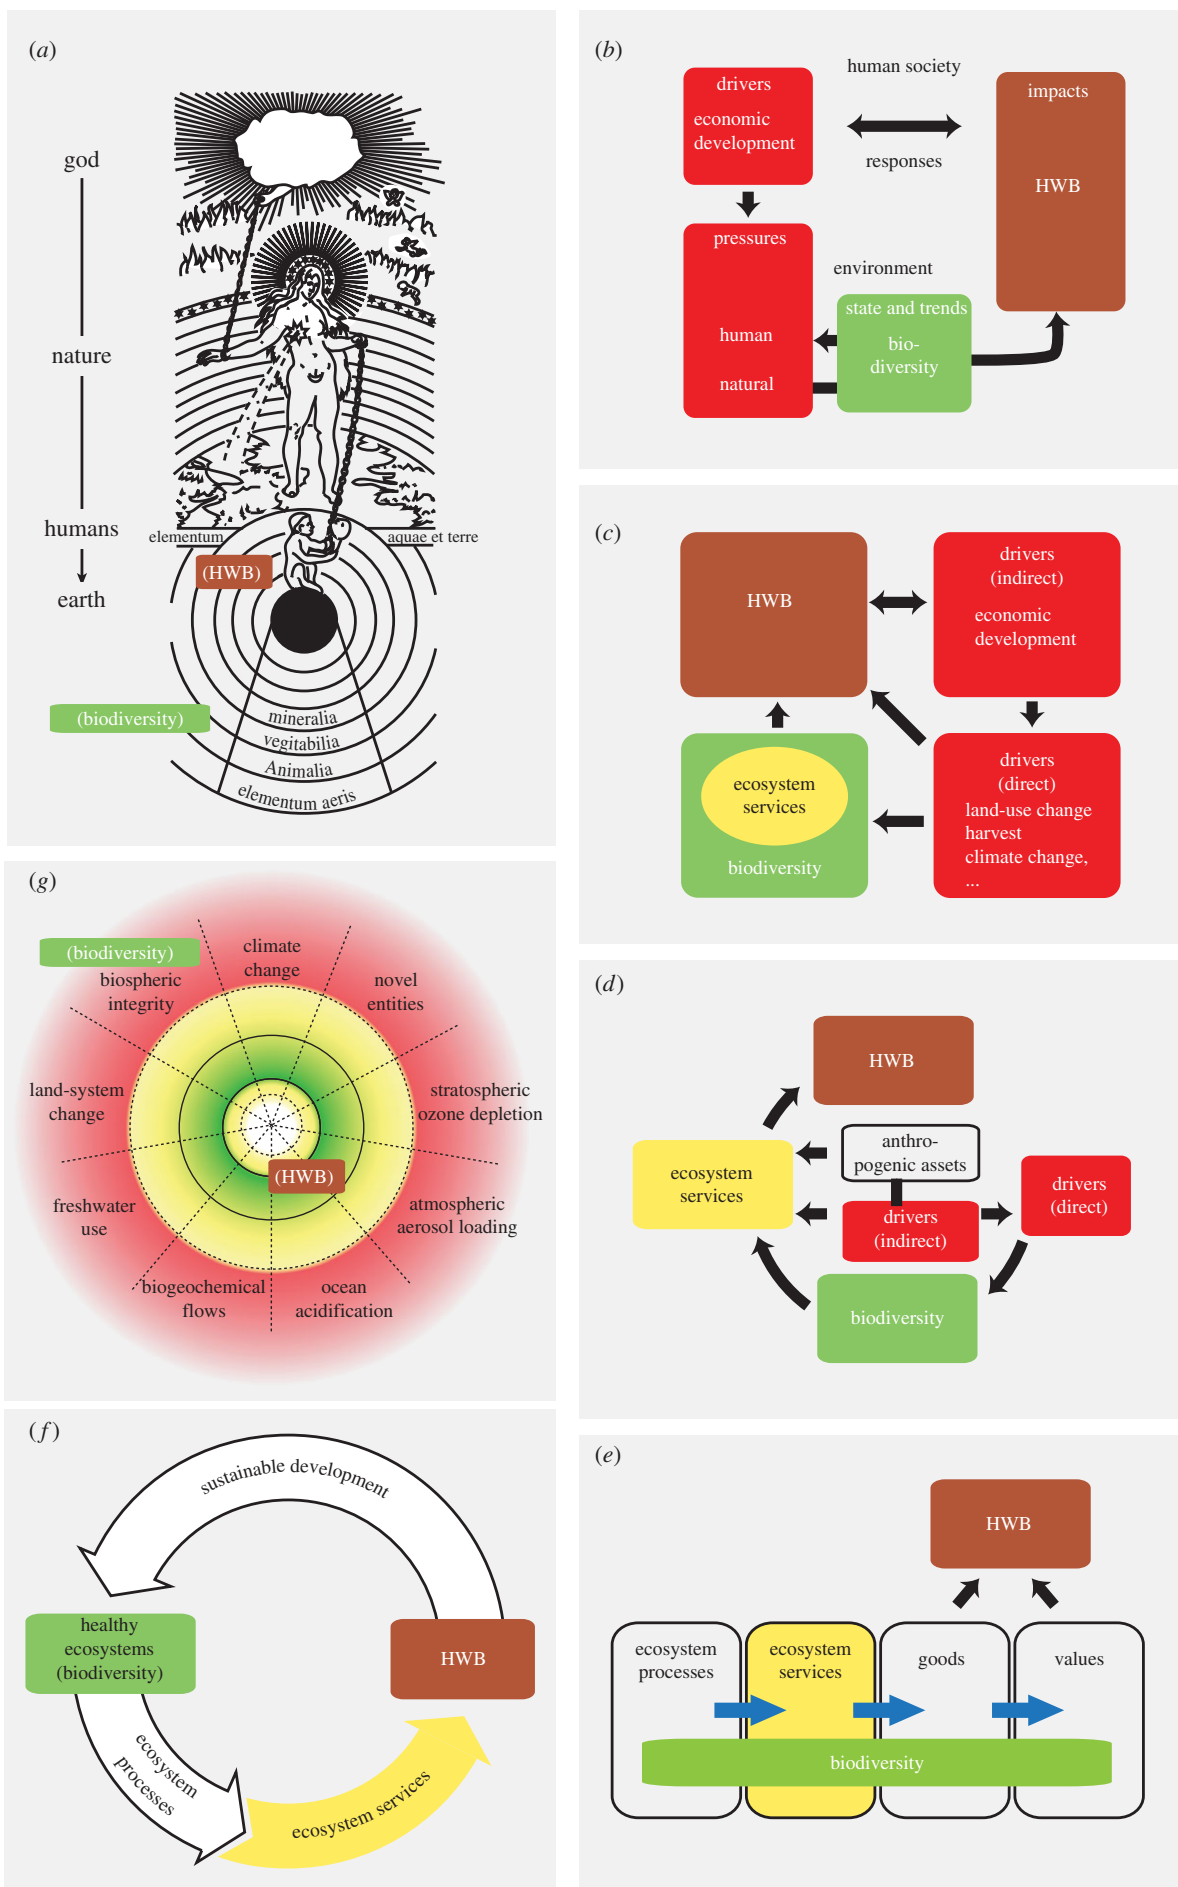 (a)
god
nature
humans
earth
elementum
aquae et terre
(HWB)
(biodiversity)
mineralia
vegitabilia
Animalia
elementum aeris
(b)
drivers
economic
development
human society
responses
impacts
HWB
pressures
human
natural
environment
state and trends
bio-
diversity
(c)
HWB
drivers
(indirect)
economic
development
ecosystem
services
biodiversity
drivers
(direct)
land-use change
harvest
climate change,
...
(g)
(biodiversity)
biospheric
integrity
climate
change
novel
entities
land-system
change
stratospheric
ozone depletion
(HWB)
freshwater
use
atmospheric
aerosol loading
biogeochemical
flows
ocean
acidification
(d)
HWB
anthro-
pogenic assets
ecosystem
services
drivers
(indirect)
drivers
(direct)
biodiversity
(f)
sustainable development
healthy
ecosystems
(biodiversity)
HWB
ecosystem
processes
ecosystem services
(e)
HWB
ecosystem
processes
ecosystem
services
goods
values
biodiversity